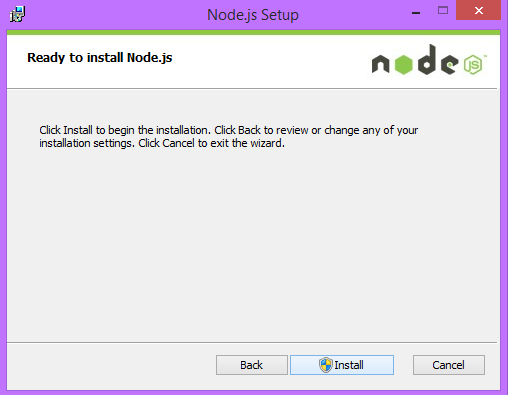 Node.js Setup
Ready to install Node.js
node JS ™
Click Install to begin the installation. Click Back to review or change any of your
installation settings. Click Cancel to exit the wizard.
Back
Install
Cancel